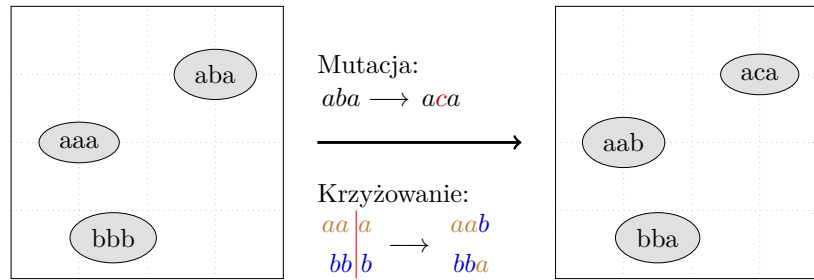 aba
aaa
bbb
Mutacja:
aba → aca
Krzyżowanie:
aa a → aab
bb b → bba
aca
aab
bba